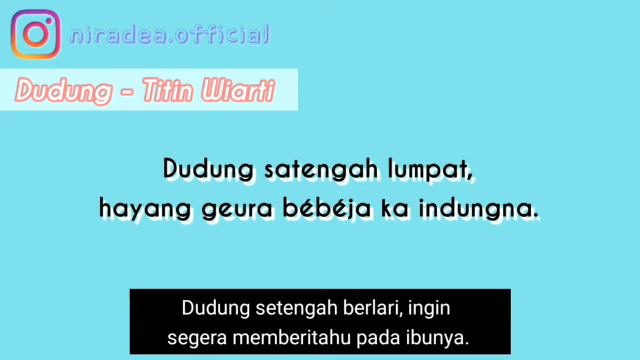 niradea.official
Dudung - Titin Wiarti
Dudung satengah lumpat,
hayang geura bébéja ka indungna.
Dudung setengah berlari, ingin
segera memberitahu pada ibunya.